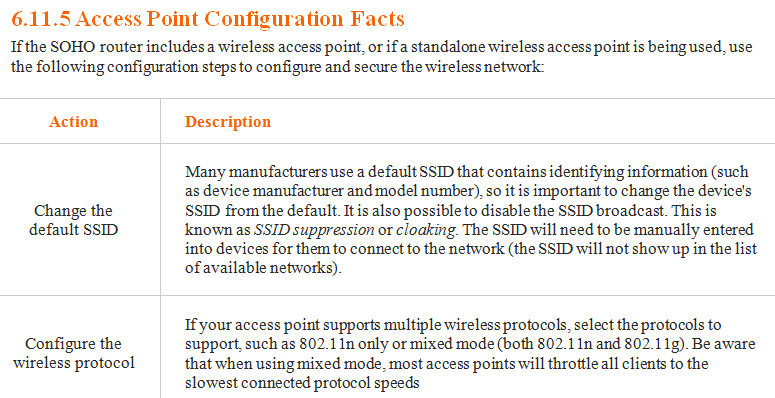 6.11.5 Access Point Configuration Facts
If the SOHO router includes a wireless access point, or if a standalone wireless access point is being used, use
the following configuration steps to configure and secure the wireless network:
Action
Description
Change the
default SSID
Many manufacturers use a default SSID that contains identifying information (such
as device manufacturer and model number), so it is important to change the device's
SSID from the default. It is also possible to disable the SSID broadcast. This is
known as SSID suppression or cloaking. The SSID will need to be manually entered
into devices for them to connect to the network (the SSID will not show up in the list
of available networks).
Configure the
wireless protocol
If your access point supports multiple wireless protocols, select the protocols to
support, such as 802.11n only or mixed mode (both 802.11n and 802.11g). Be aware
that when using mixed mode, most access points will throttle all clients to the
slowest connected protocol speeds